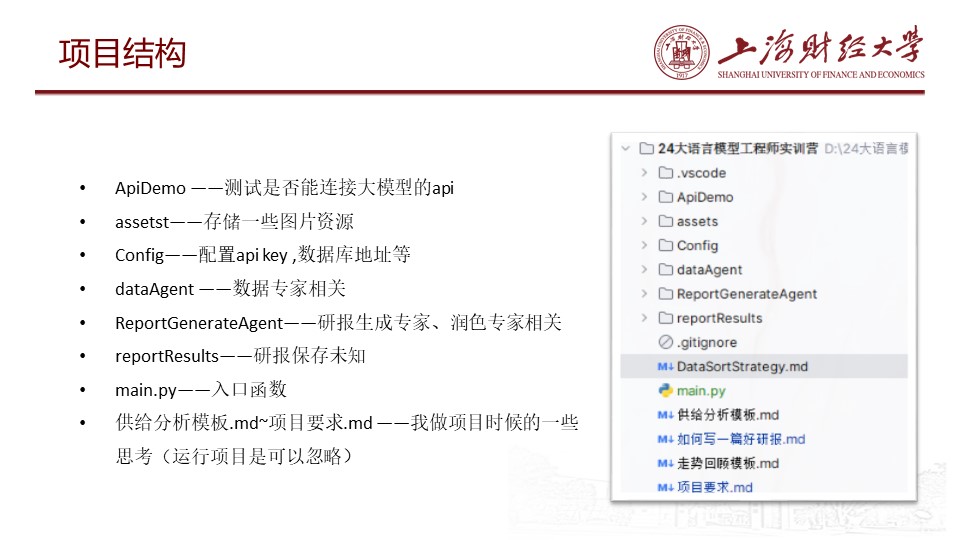 项目结构
上海财经大学
SHANGHAI UNIVERSITY OF FINANCE AND ECONOMICS
1917
• ApiDemo ——测试是否能连接大模型的api
• assetst——存储一些图片资源
• Config——配置api key ,数据库地址等
• dataAgent ——数据专家相关
• ReportGenerateAgent——研报生成专家、润色专家相关
• reportResults——研报保存未知
• main.py——入口函数
• 供给分析模板.md~项目要求.md ——我做项目时候的一些
思考（运行项目是可以忽略）
24大语言模型工程师实训营 D:\24大语言模
.vscode
ApiDemo
assets
Config
dataAgent
ReportGenerateAgent
reportResults
.gitignore
M↓ DataSortStrategy.md
main.py
M↓ 供给分析模板.md
M↓ 如何写一篇好研报.md
M↓ 走势回顾模板.md
M↓ 项目要求.md